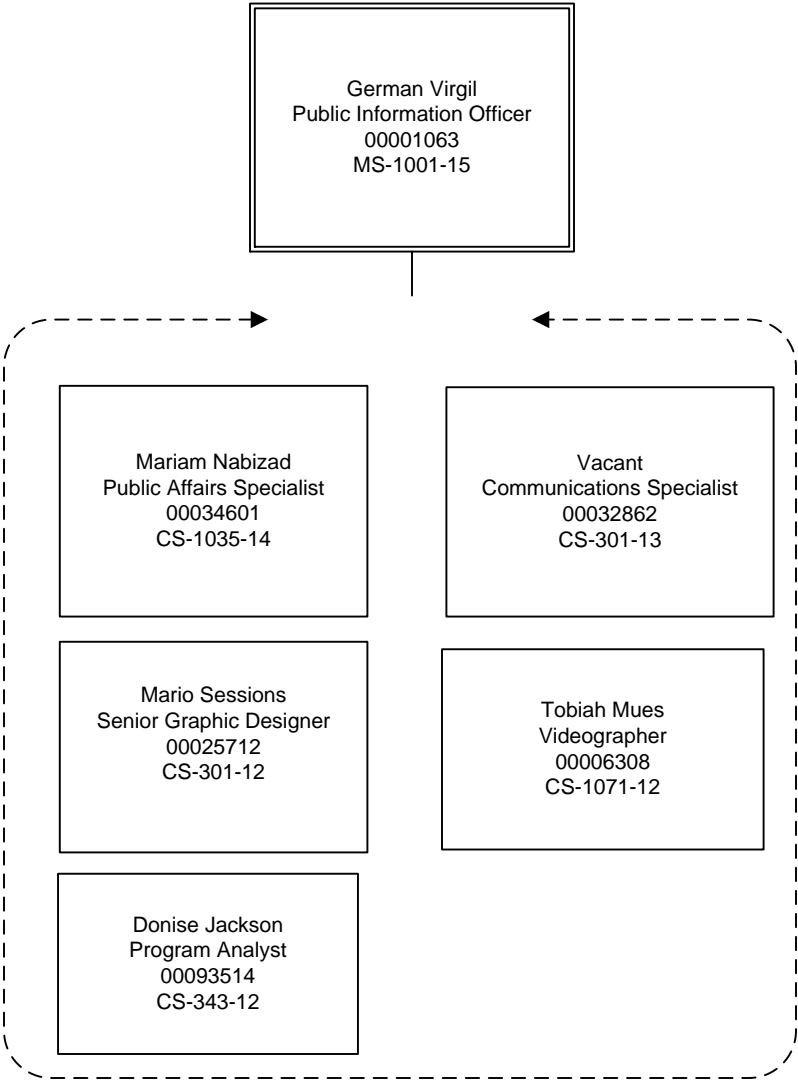 German Virgil
Public Information Officer
00001063
MS-1001-15
Mariam Nabizad
Public Affairs Specialist
00034601
CS-1035-14
Vacant
Communications Specialist
00032862
CS-301-13
Mario Sessions
Senior Graphic Designer
00025712
CS-301-12
Tobiah Mues
Videographer
00006308
CS-1071-12
Donise Jackson
Program Analyst
00093514
CS-343-12